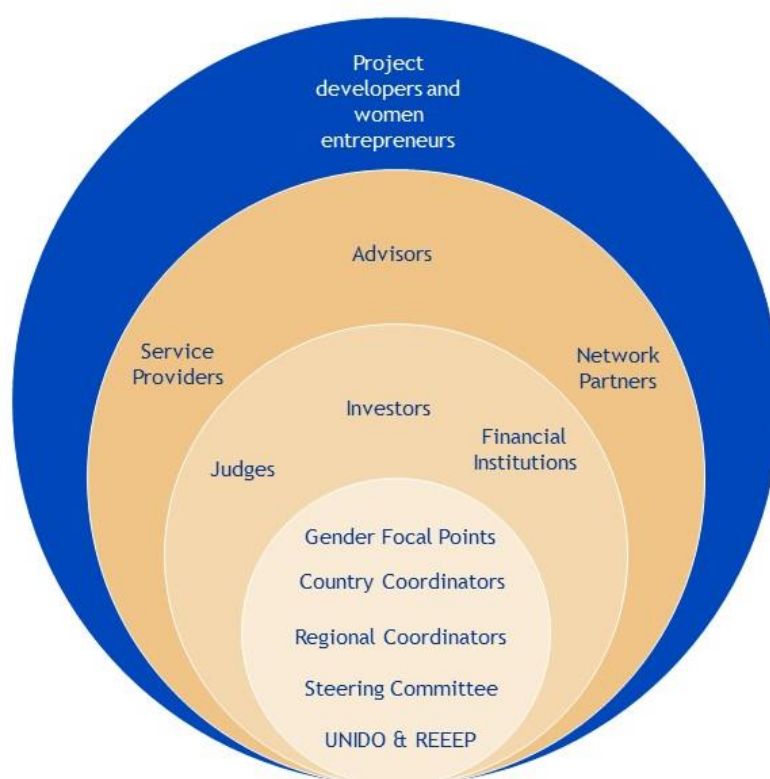 Project
developers and
women
entrepreneurs
Advisors
Service
Providers
Network
Partners
Investors
Financial
Institutions
Judges
Gender Focal Points
Country Coordinators
Regional Coordinators
Steering Committee
UNIDO & REEEP